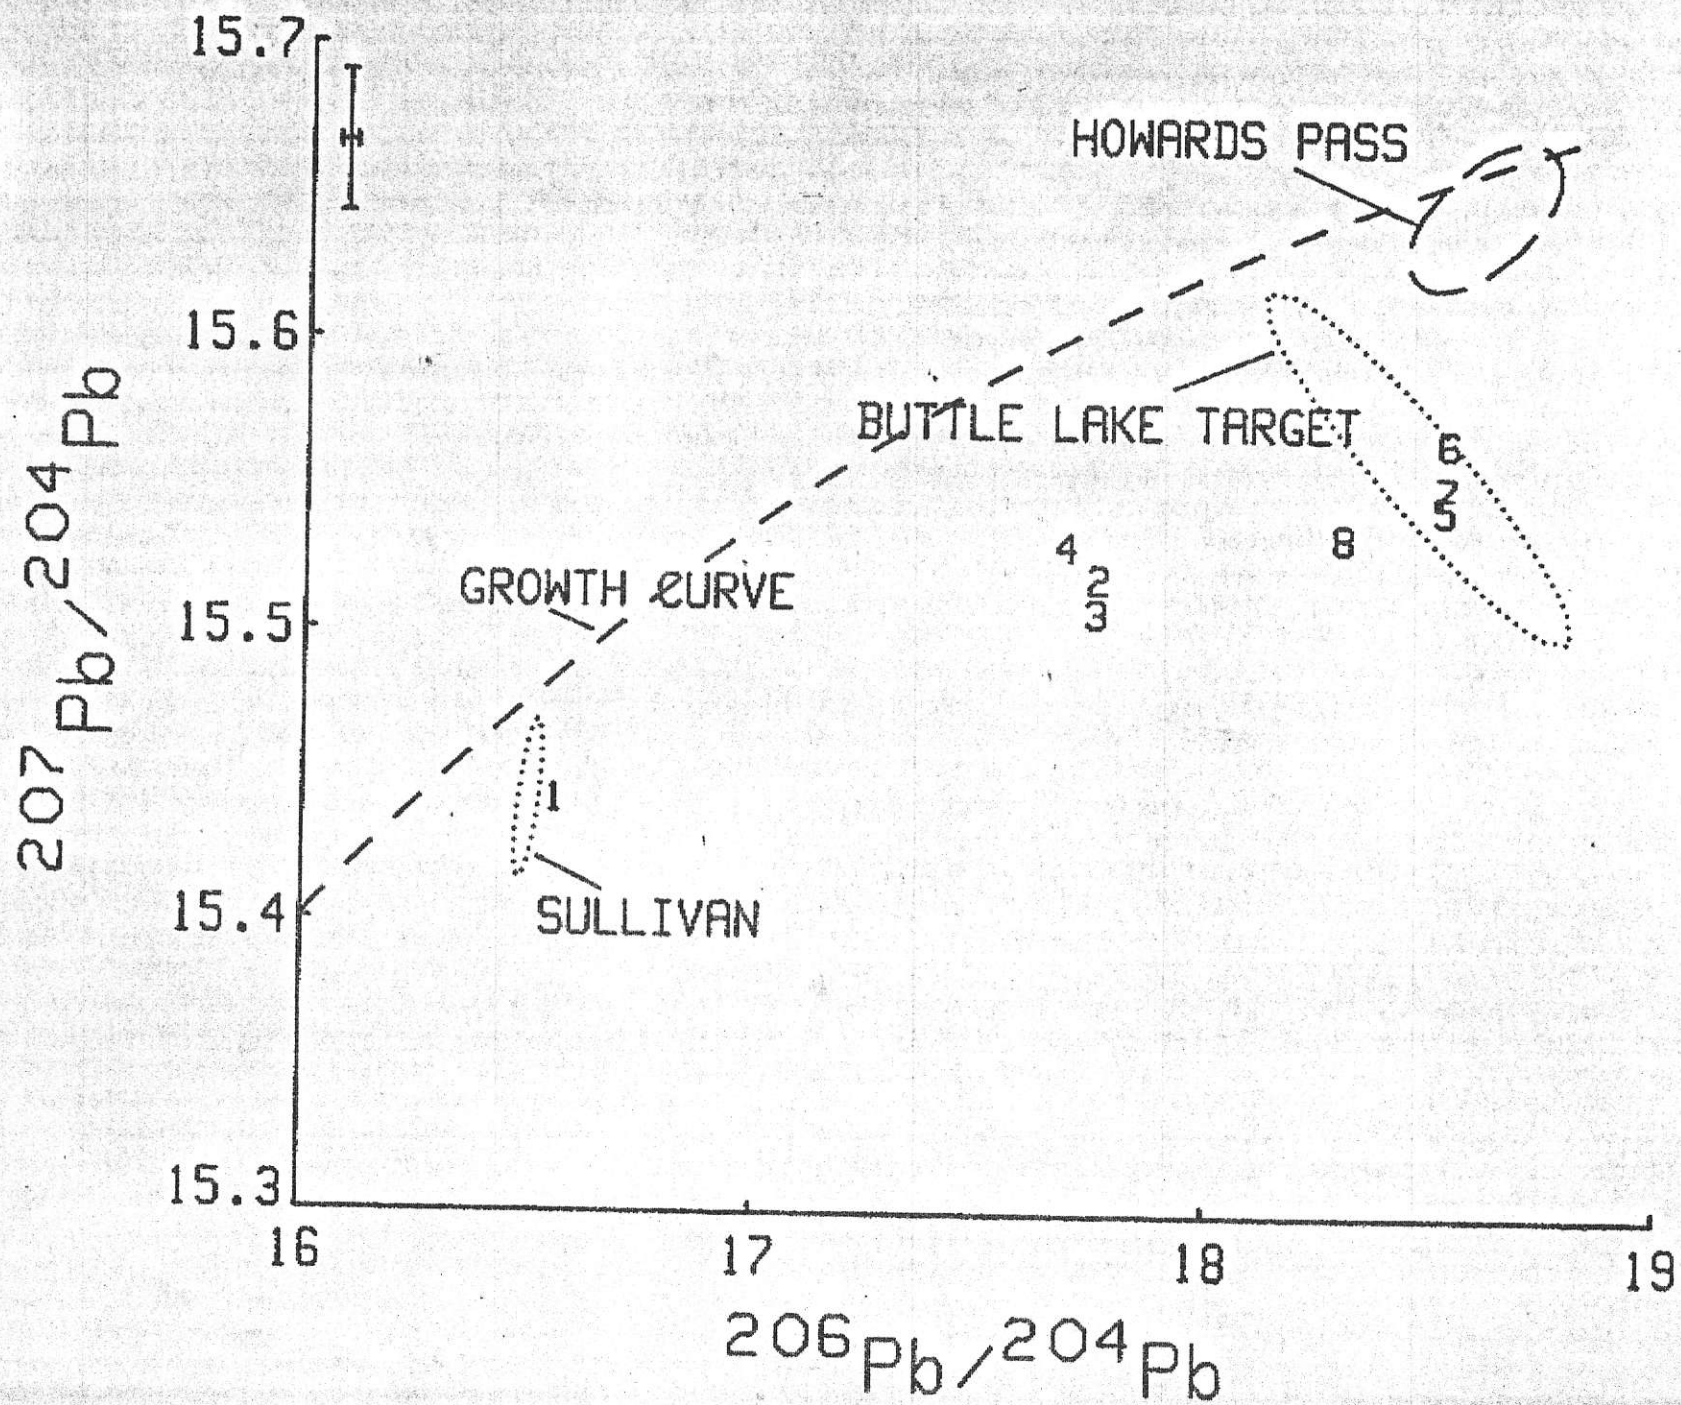 15.7
HOWARDS PASS
15.6
BUTTLE LAKE TARGET
6
7
5
8
4
2
3
GROWTH CURVE
15.5
1
SULLIVAN
15.4
15.3
16
17
18
19
207Pb/204Pb
206Pb/204Pb